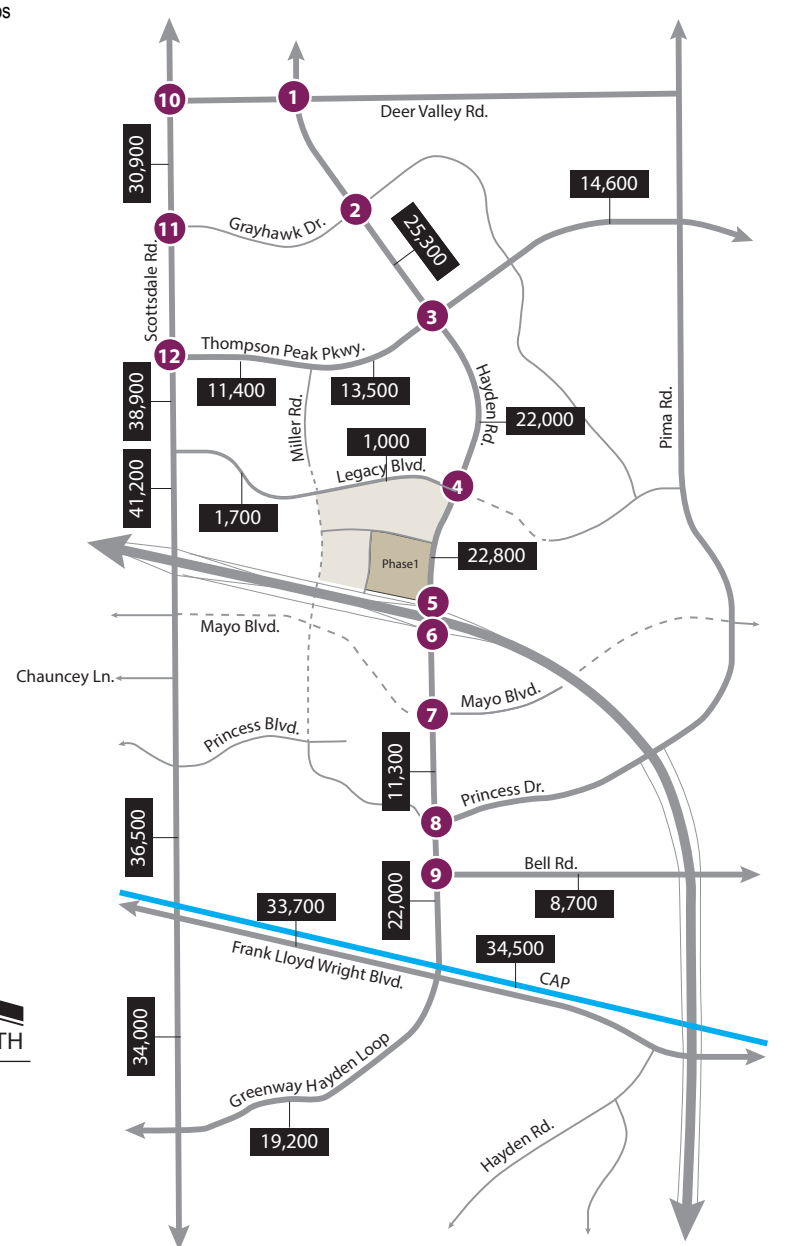 os
10
1
Deer Valley Rd.
30,900
14,600
2
11
Grayhawk Dr.
25,300
Scottsdale Rd.
3
12
Thompson Peak Pkwy.
11,400
13,500
38,900
Hayden Rd.
Miller Rd.
22,000
Pima Rd.
1,000
Legacy Blvd.
4
41,200
1,700
22,800
Phase1
5
6
Mayo Blvd.
Chauncey Ln.
Mayo Blvd.
7
Princess Blvd.
11,300
Princess Dr.
8
36,500
Bell Rd.
9
8,700
22,000
33,700
34,500
Frank Lloyd Wright Blvd.
CAP
34,000
TH
Greenway Hayden Loop
19,200
Hayden Rd.